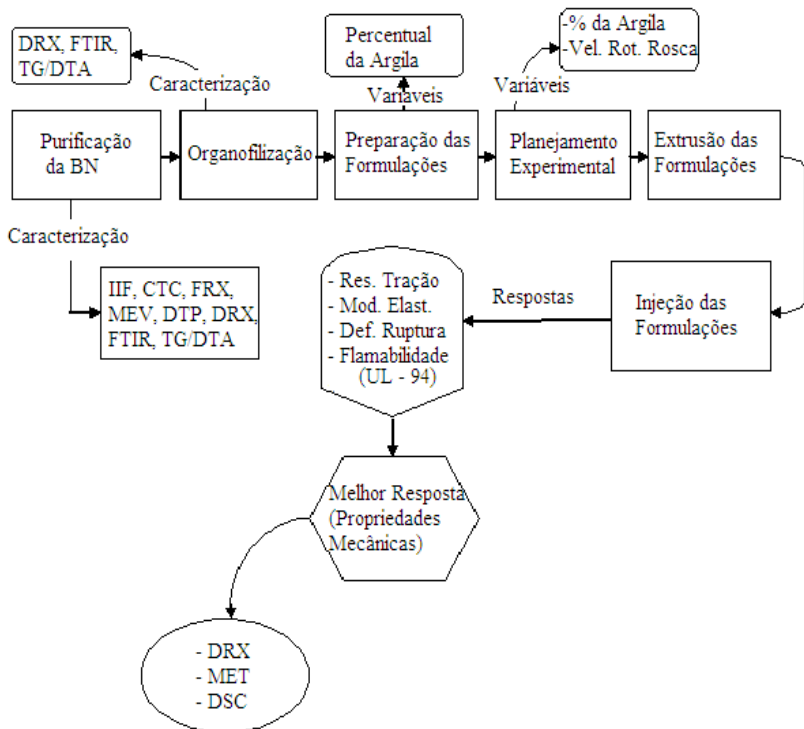 DRX, FTIR,
TG/DTA
Caracterização
Percentual
da Argila
Variáveis
-% da Argila
-Vel. Rot. Rosca
Variáveis
Purificação
da BN
Organofilização
Preparação das
Formulações
Planejamento
Experimental
Extrusão das
Formulações
Caracterização
IIF, CTC, FRX,
MEV, DTP, DRX,
FTIR, TG/DTA
- Res. Tração
- Mod. Elast.
- Def. Ruptura
- Flamabilidade
(UL - 94)
Respostas
Injeção das
Formulações
Melhor Resposta
(Propriedades
Mecânicas)
- DRX
- MET
- DSC